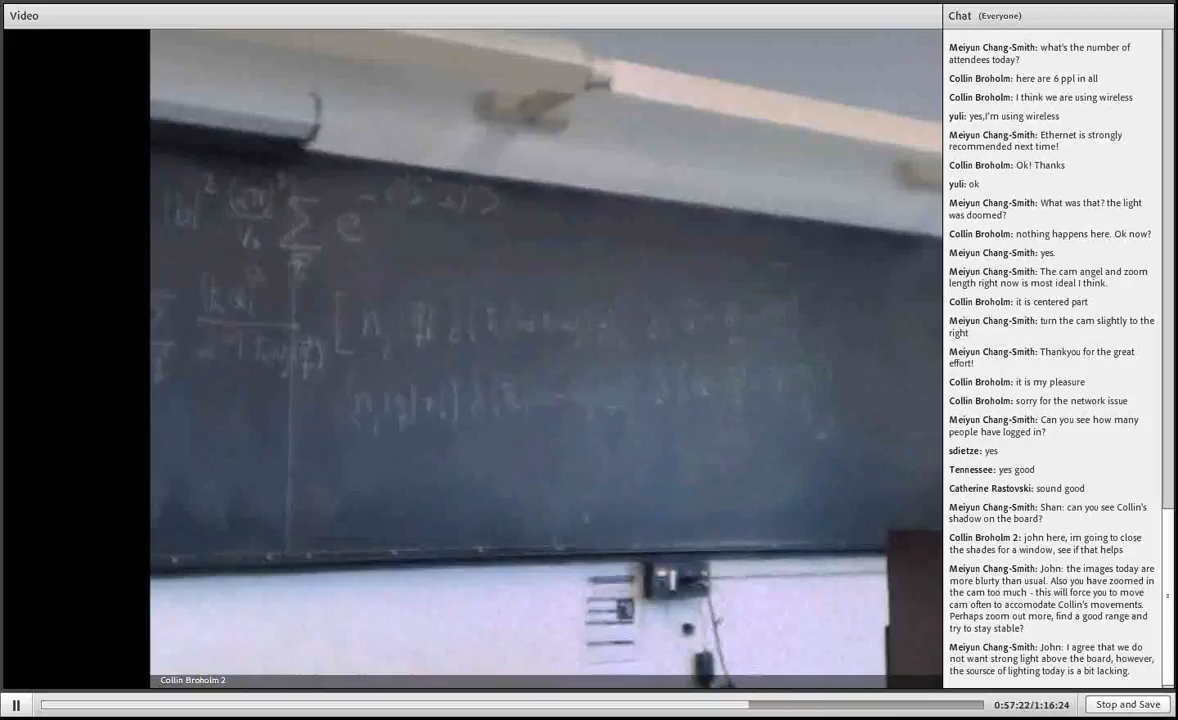 Video
Chat (Everyone)
Meiyun Chang-Smith: what's the number of
attendees today?
Collin Broholm: here are 6 ppl in all
Collin Broholm: I think we are using wireless
yuli: yes,I'm using wireless
Meiyun Chang-Smith: Ethernet is strongly
recommended next time!
Collin Broholm: Ok! Thanks
yuli: ok
Meiyun Chang-Smith: What was that? the light
was doomed?
Collin Broholm: nothing happens here. Ok now?
Meiyun Chang-Smith: yes.
Meiyun Chang-Smith: The cam angel and zoom
length right now is most ideal I think.
Collin Broholm: it is centered part
Meiyun Chang-Smith: turn the cam slightly to the
right
Meiyun Chang-Smith: Thankyou for the great
effort!
Collin Broholm: it is my pleasure
Collin Broholm: sorry for the network issue
Meiyun Chang-Smith: Can you see how many
people have logged in?
sdietze: yes
Tennessee: yes good
Catherine Rastovski: sound good
Meiyun Chang-Smith: Shan: can you see Collin's
shadow on the board?
Collin Broholm 2: john here, im going to close
the shades for a window, see if that helps
Meiyun Chang-Smith: John: the images today are
more blurty than usual. Also you have zoomed in
the cam too much - this will force you to move
cam often to accomodate Collin's movements.
Perhaps zoom out more, find a good range and
try to stay stable?
Meiyun Chang-Smith: John: I agree that we do
not want strong light above the board, however,
the soursce of lighting today is a bit lacking.
Collin Broholm 2
0:57:22/1:16:24
Stop and Save